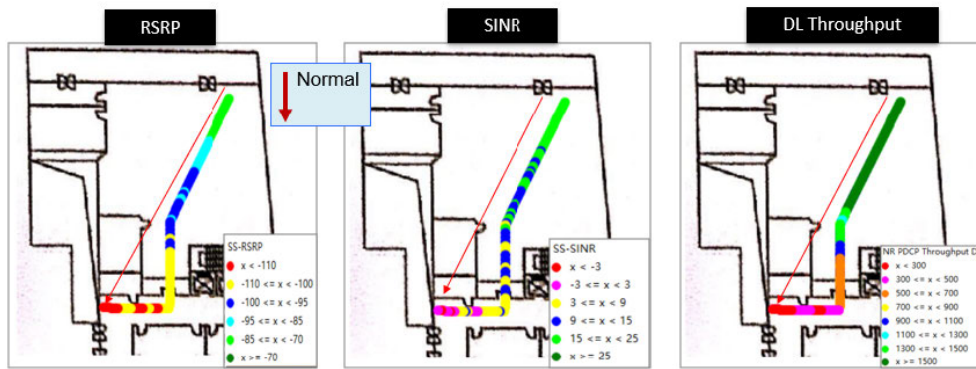 RSRP
SINR
DL Throughput
Normal
SS-RSRP
x < -110
-110 <= x < -100
-100 <= x < -95
-95 <= x < -85
-85 <= x < -70
x >= -70
SS-SINR
x < -3
-3 <= x < 3
3 <= x < 9
9 <= x < 15
15 <= x < 25
x >= 25
NR PDCP Throughput D
x < 300
300 <= x < 500
500 <= x < 700
700 <= x < 900
900 <= x < 1100
1100 <= x < 1300
1300 <= x < 1500
x >= 1500